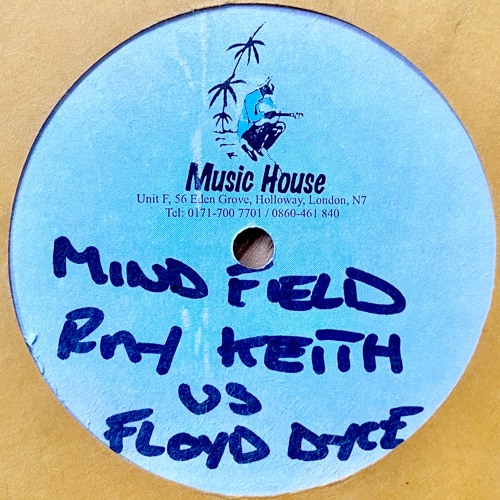 Music House
Unit F, 56 Eden Grove, Holloway, London, N7
Tel: 0171-700 7701 / 0860-461 840
MIND FIELD
RAY KEITH
VS
FLOYD DYCE